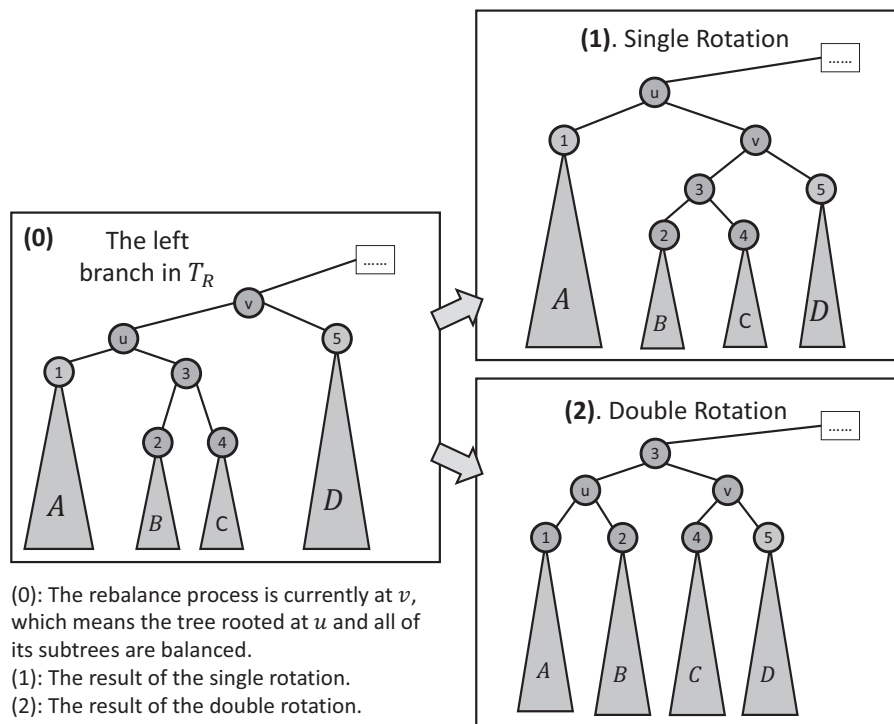 (1). Single Rotation
......
u
1
v
3
5
2
4
A
B
C
D
(0)
The left
branch in T_R
......
v
u
5
1
3
2
4
A
B
C
D
(2). Double Rotation
......
3
u
v
1
2
4
5
A
B
C
D
(0): The rebalance process is currently at v,
which means the tree rooted at u and all of
its subtrees are balanced.
(1): The result of the single rotation.
(2): The result of the double rotation.